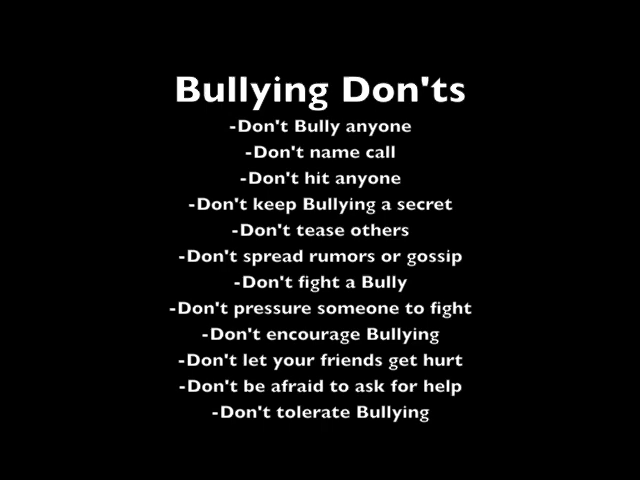 Bullying Don'ts
-Don't Bully anyone
-Don't name call
-Don't hit anyone
-Don't keep Bullying a secret
-Don't tease others
-Don't spread rumors or gossip
-Don't fight a Bully
-Don't pressure someone to fight
-Don't encourage Bullying
-Don't let your friends get hurt
-Don't be afraid to ask for help
-Don't tolerate Bullying